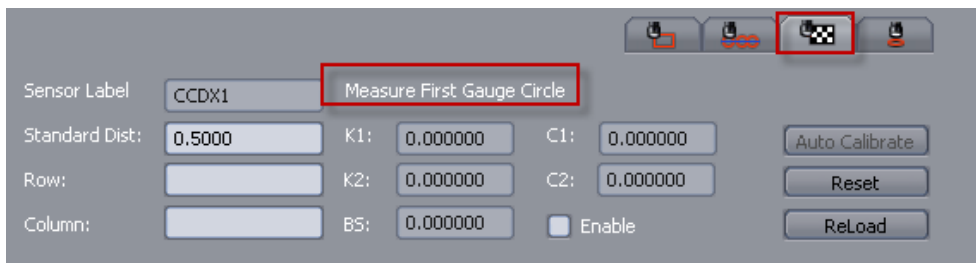 Sensor Label CCDX1 Measure First Gauge Circle
Standard Dist: 0.5000 K1: 0.000000 C1: 0.000000 Auto Calibrate
Row: K2: 0.000000 C2: 0.000000 Reset
Column: BS: 0.000000 Enable ReLoad